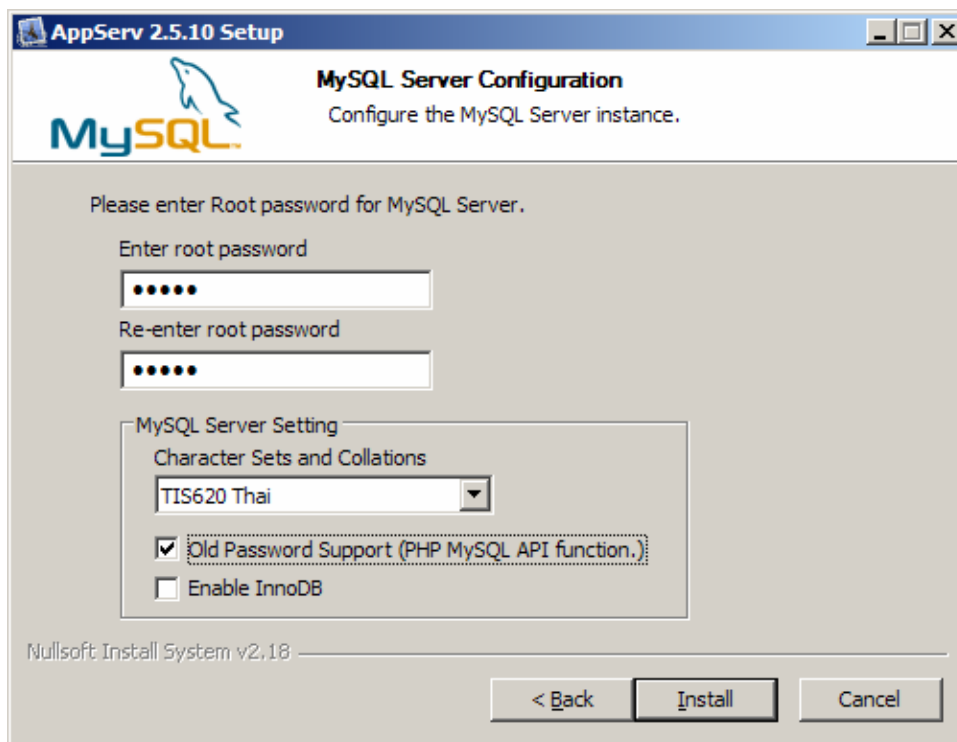 AppServ 2.5.10 Setup
MySQL
MySQL Server Configuration
Configure the MySQL Server instance.
Please enter Root password for MySQL Server.
Enter root password
•••••
Re-enter root password
•••••
MySQL Server Setting
Character Sets and Collations
TIS620 Thai
Old Password Support (PHP MySQL API function.)
Enable InnoDB
Nullsoft Install System v2.18
< Back Install Cancel